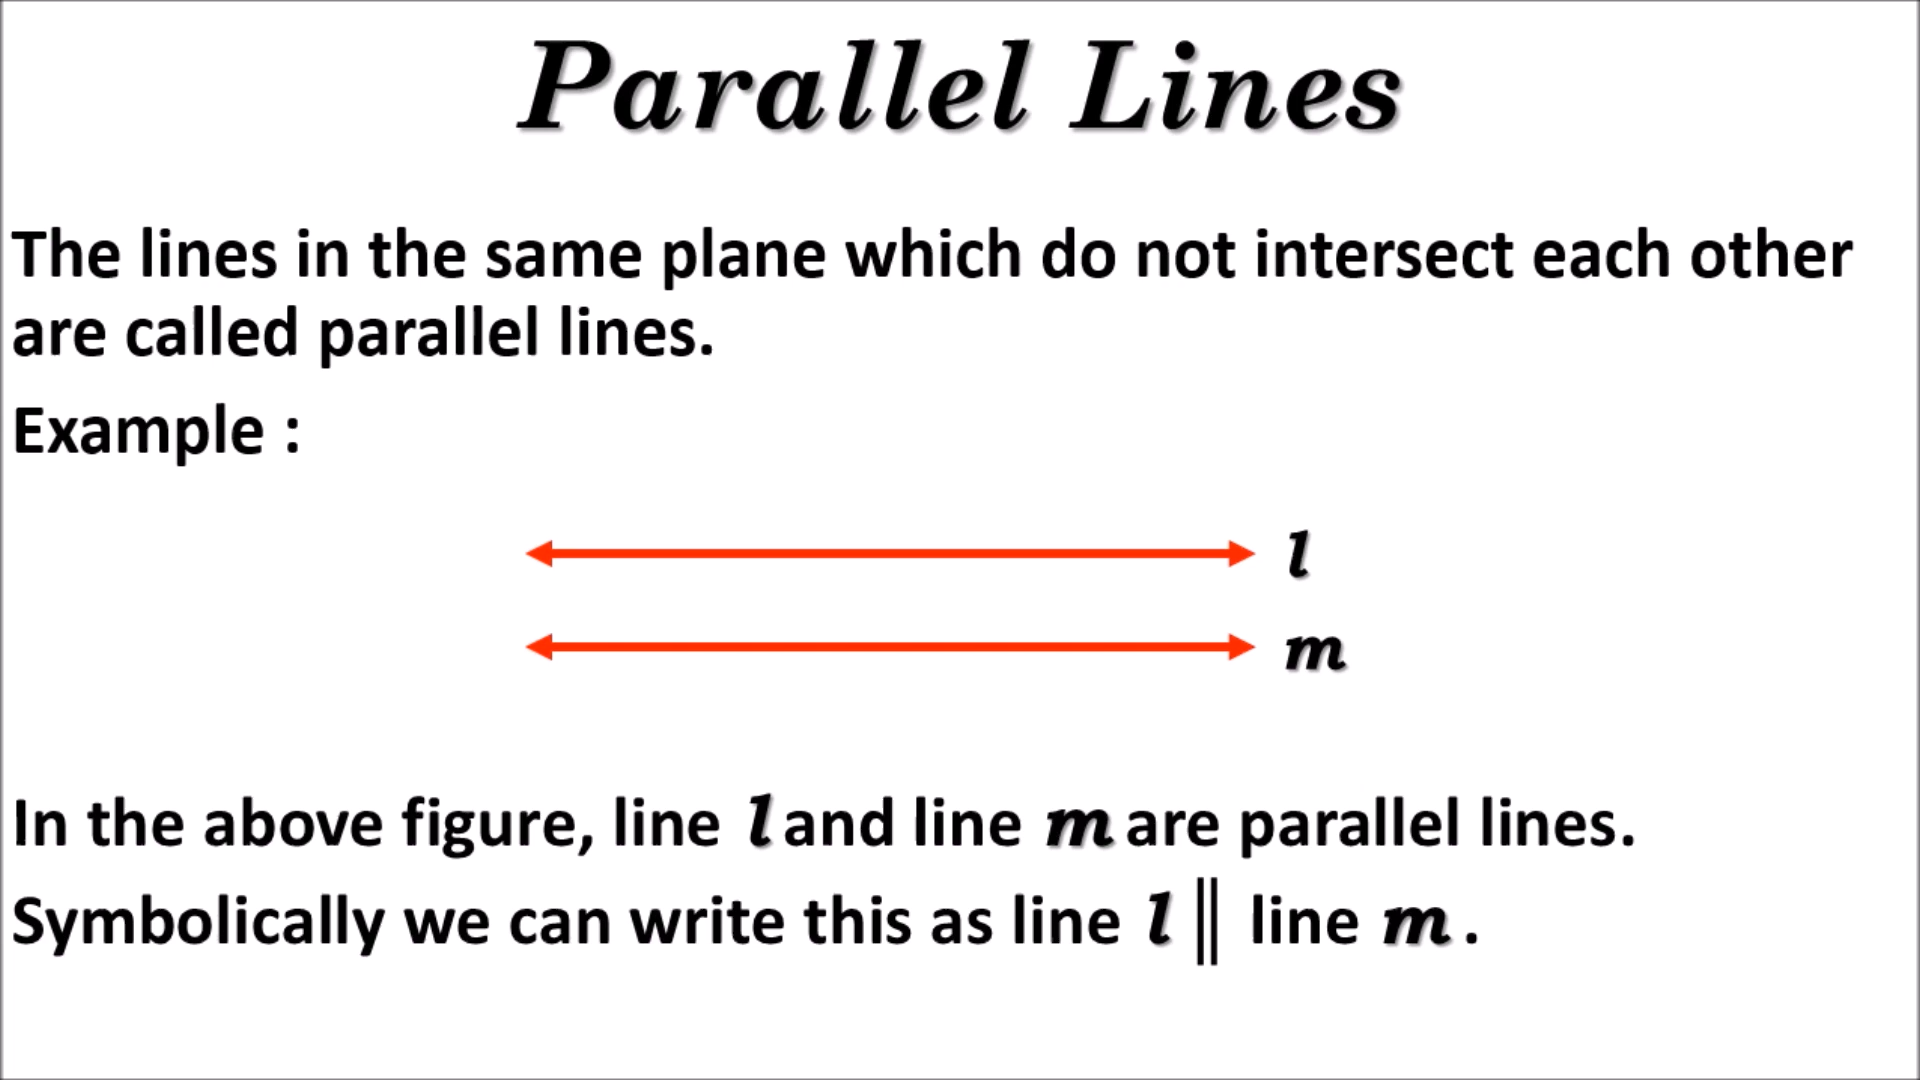 Parallel Lines
The lines in the same plane which do not intersect each other
are called parallel lines.
Example :
l
m
In the above figure, line l and line m are parallel lines.
Symbolically we can write this as line l ∥ line m .